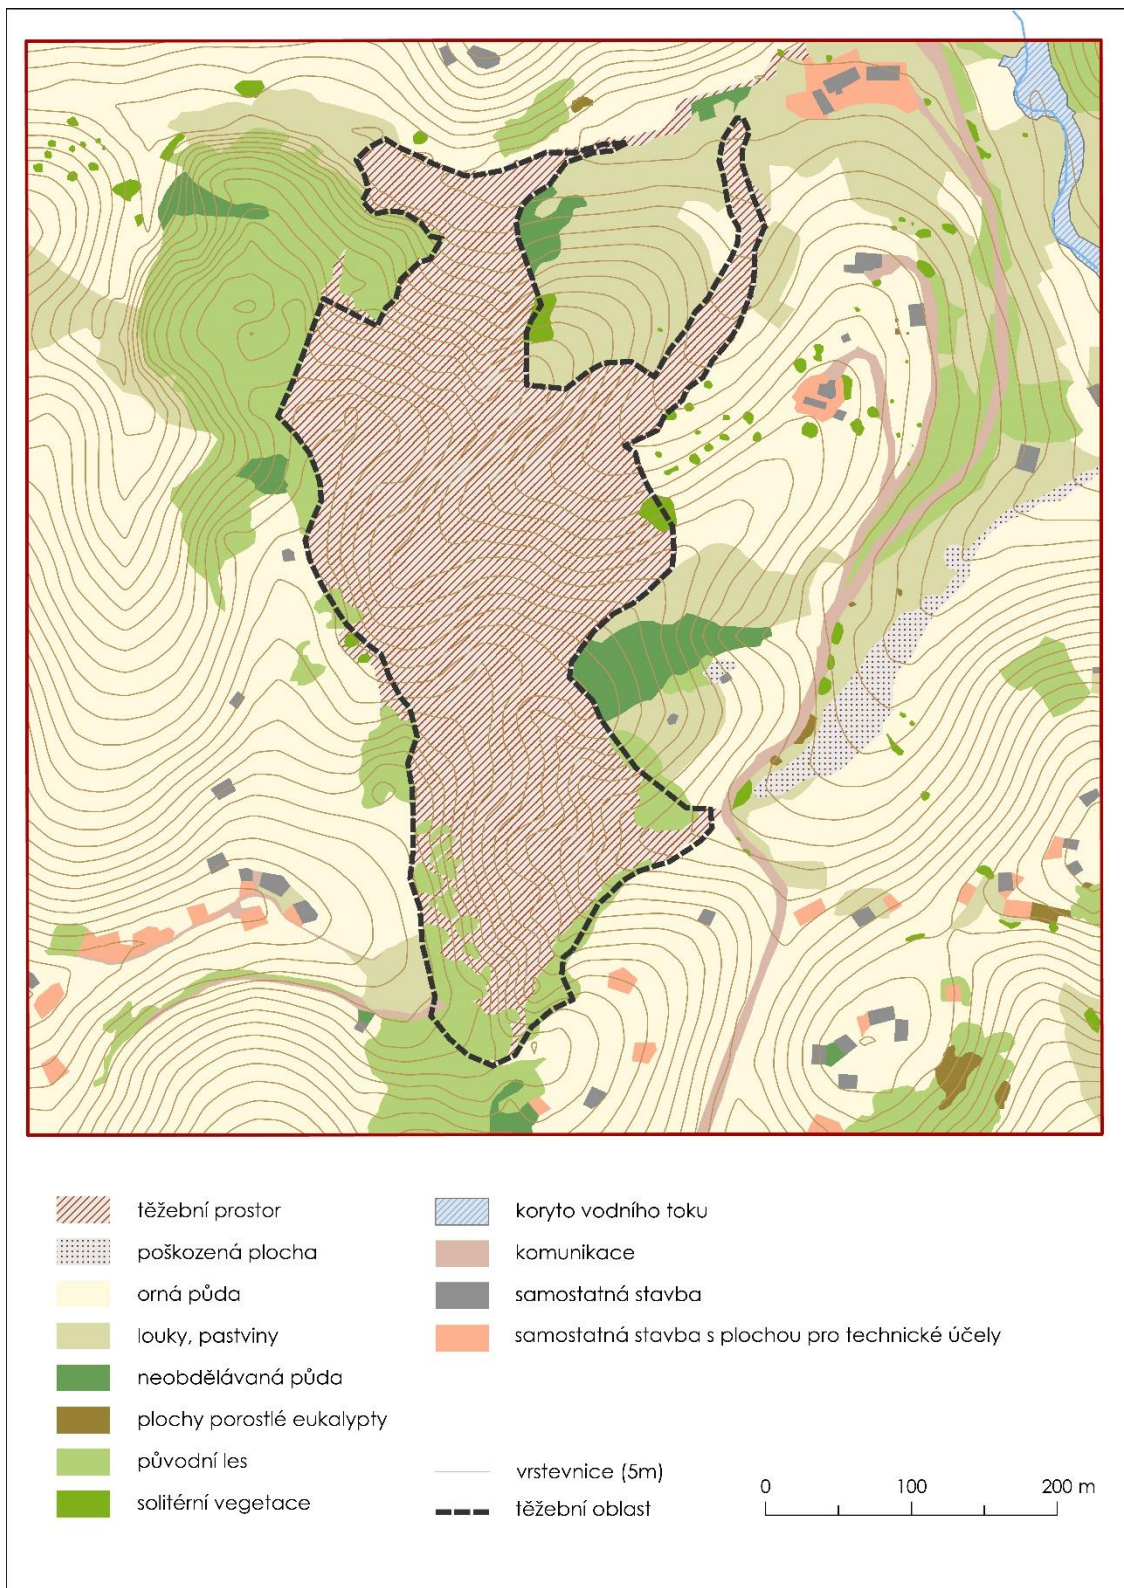 těžební prostor
poškozená plocha
orná půda
louky, pastviny
neobdělávaná půda
plochy porostlé eukalypty
původní les
solitérní vegetace
koryto vodního toku
komunikace
samostatná stavba
samostatná stavba s plochou pro technické účely
vrstevnice (5m)
těžební oblast
0 100 200 m